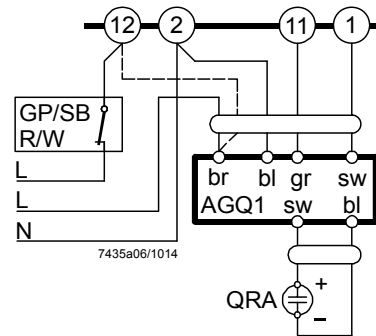 12 2 11 1
GP/SB
R/W
L
L
N
br bl gr sw
AGQ1 sw bl
7435a06/1014
QRA
+
–